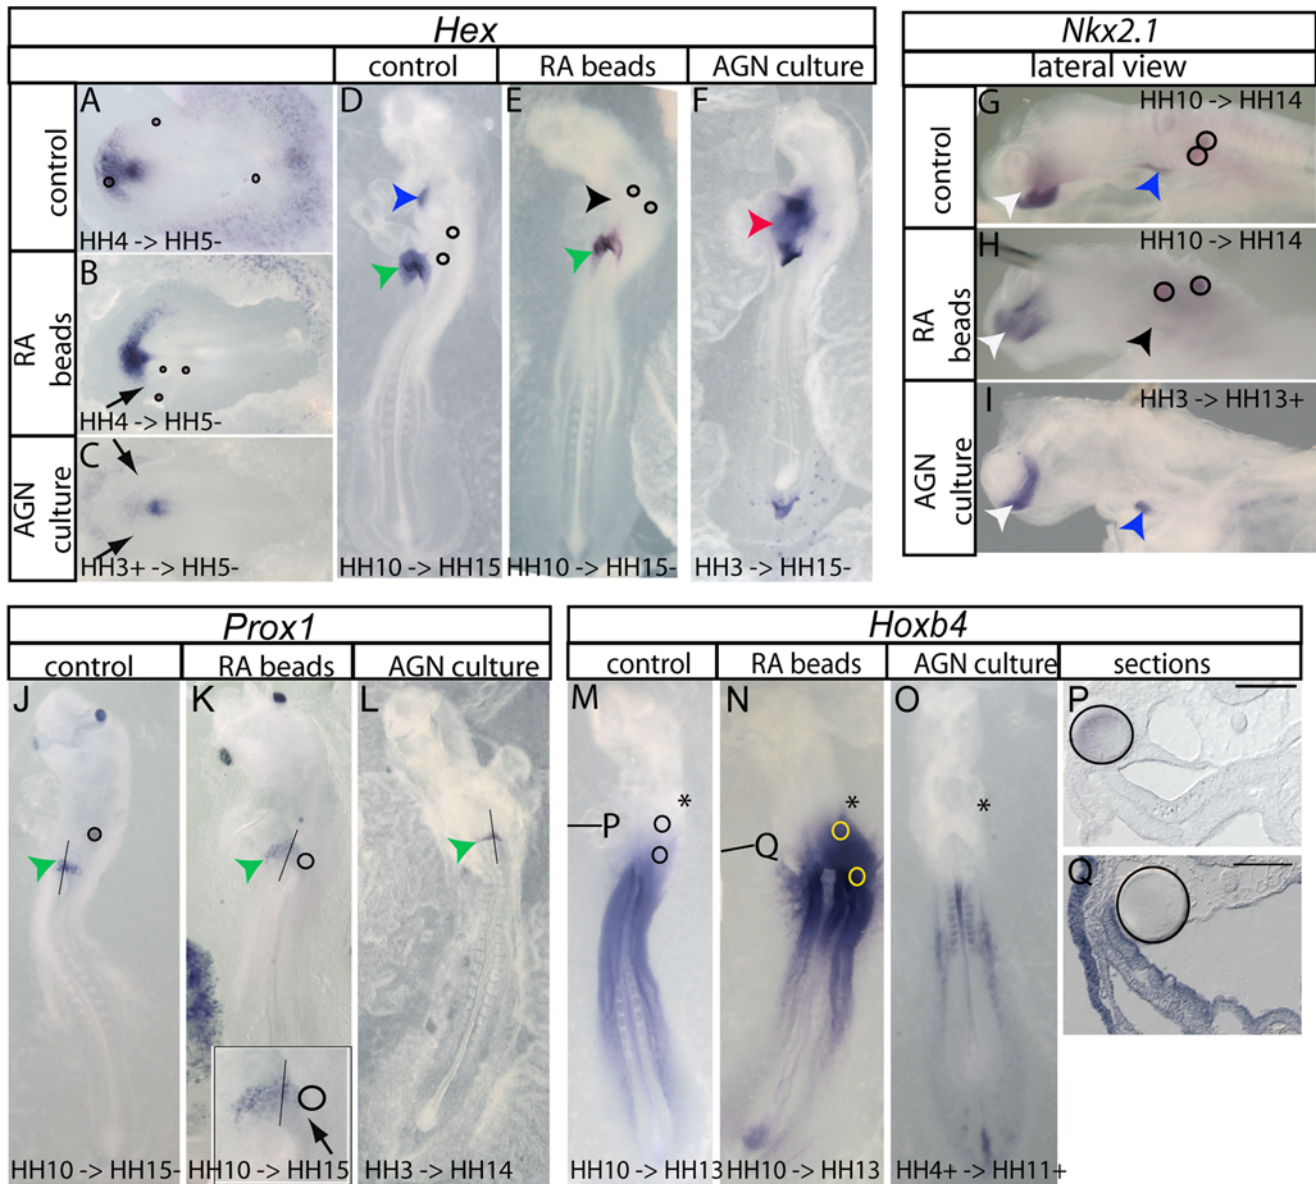 Hex
control RA beads AGN culture
control
RA beads
AGN culture
A
HH4 -> HH5-
B
HH4 -> HH5-
C
HH3+ -> HH5-
D
HH10 -> HH15
E
HH10 -> HH15-
F
HH3 -> HH15-
Nkx2.1
lateral view
control
RA beads
AGN culture
G HH10 -> HH14
H HH10 -> HH14
I HH3 -> HH13+
Prox1
control RA beads AGN culture
J
HH10 -> HH15-
K
HH10 -> HH15
L
HH3 -> HH14
Hoxb4
control RA beads AGN culture sections
M
*
P
HH10 -> HH13
N
*
Q
HH10 -> HH13
O
*
HH4+ -> HH11+
P
Q